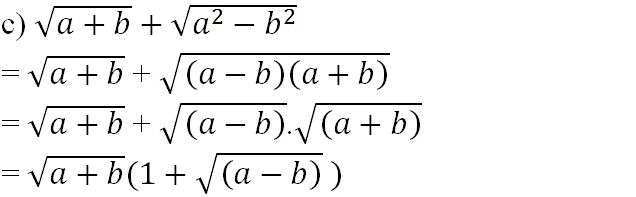 c) √(a + b) + √(a² − b²)
= √(a + b) + √((a − b)(a + b))
= √(a + b) + √((a − b)).√((a + b))
= √(a + b)(1 + √((a − b)) )